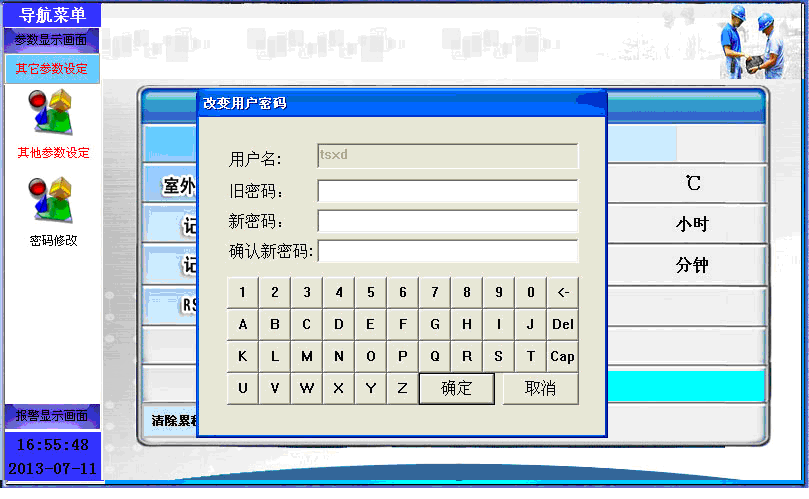 导航菜单
参数显示画面
其它参数设定
其他参数设定
密码修改
报警显示画面
16:55:48
2013-07-11
改变用户密码
用户名:
tsxd
旧密码:
新密码:
确认新密码:
1 2 3 4 5 6 7 8 9 0 <-
A B C D E F G H I J Del
K L M N O P Q R S T Cap
U V W X Y Z 确定 取消
室外
℃
记
小时
记
分钟
RS
清除累